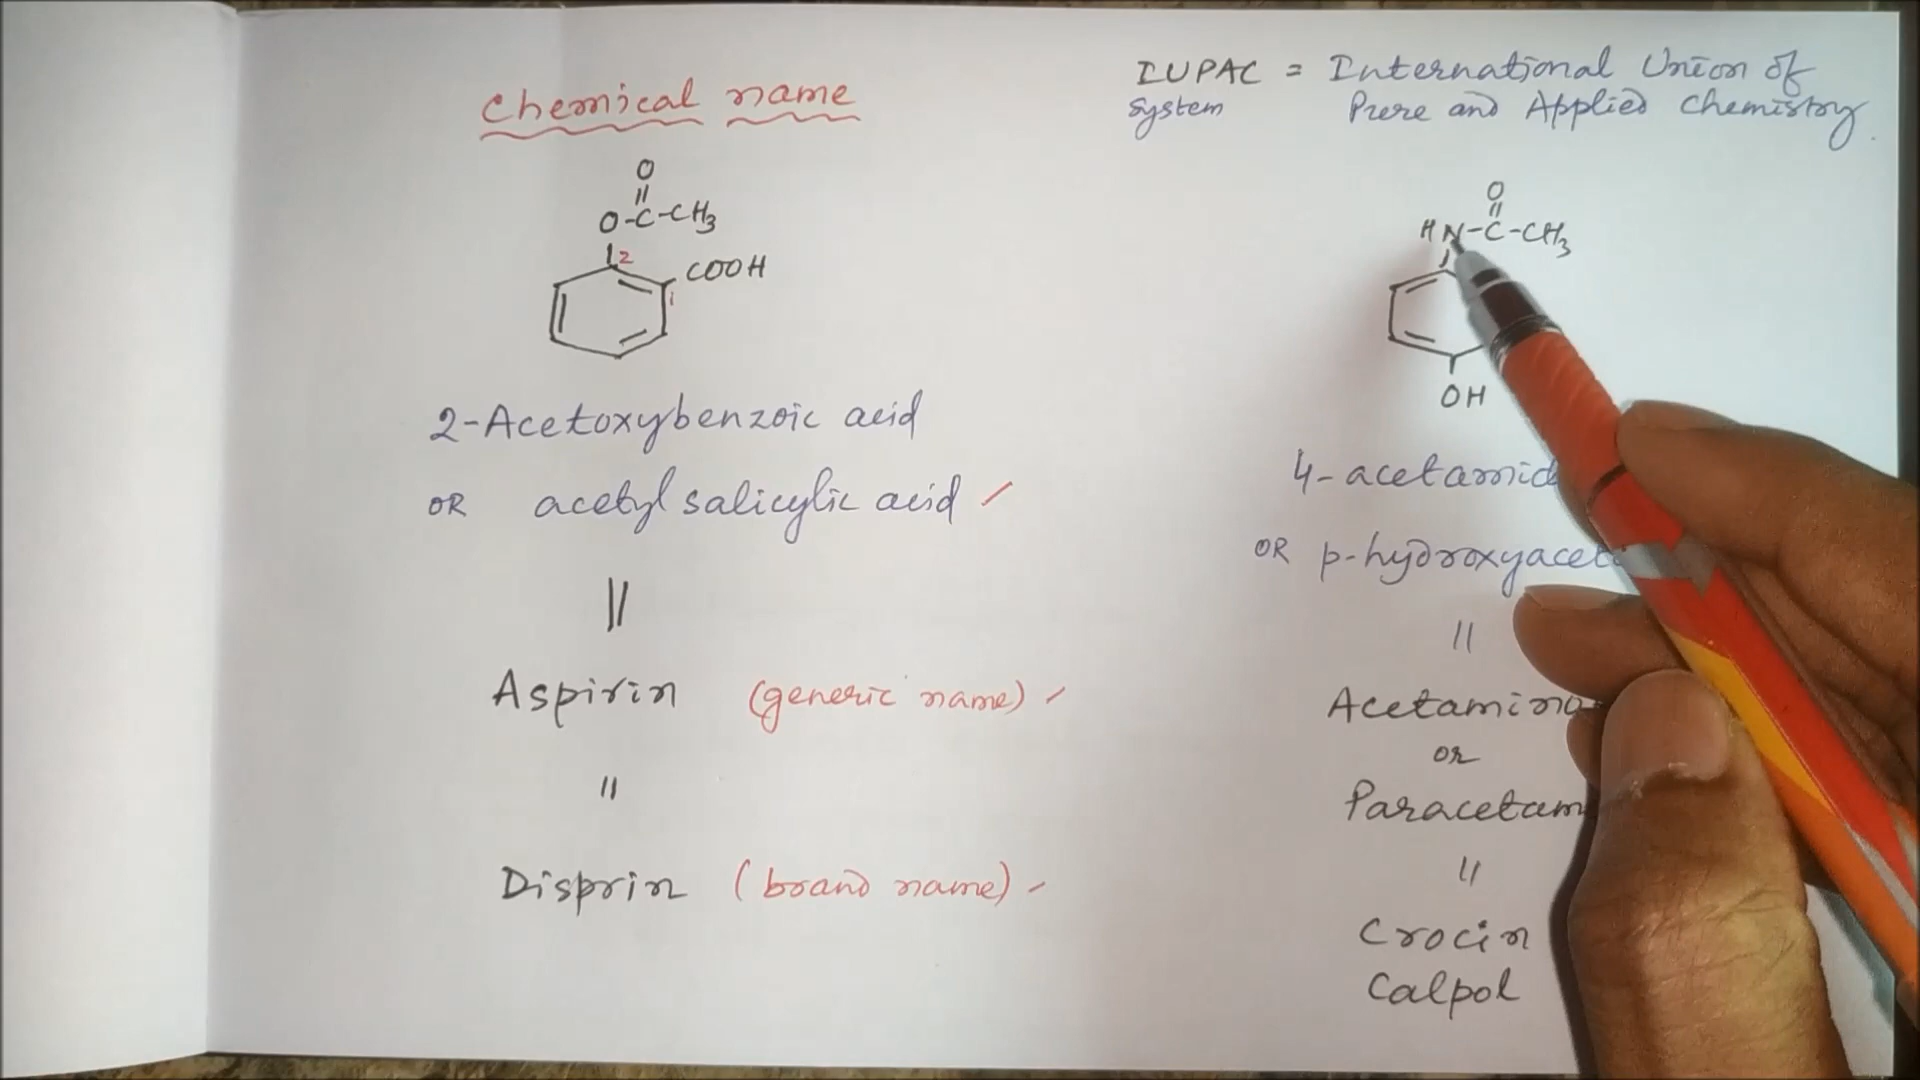 Chemical name
IUPAC = International Union of
system Pure and Applied Chemistry
O
||
O-C-CH3
2
COOH
1
O
||
HN-C-CH3
OH
2-Acetoxybenzoic acid
OR acetyl salicylic acid
||
Aspirin (generic name)
||
Disprin (brand name)
4-acetamid
OR p-hydroxyacet
||
Acetamino
or
Paracetam
||
Crocin
Calpol